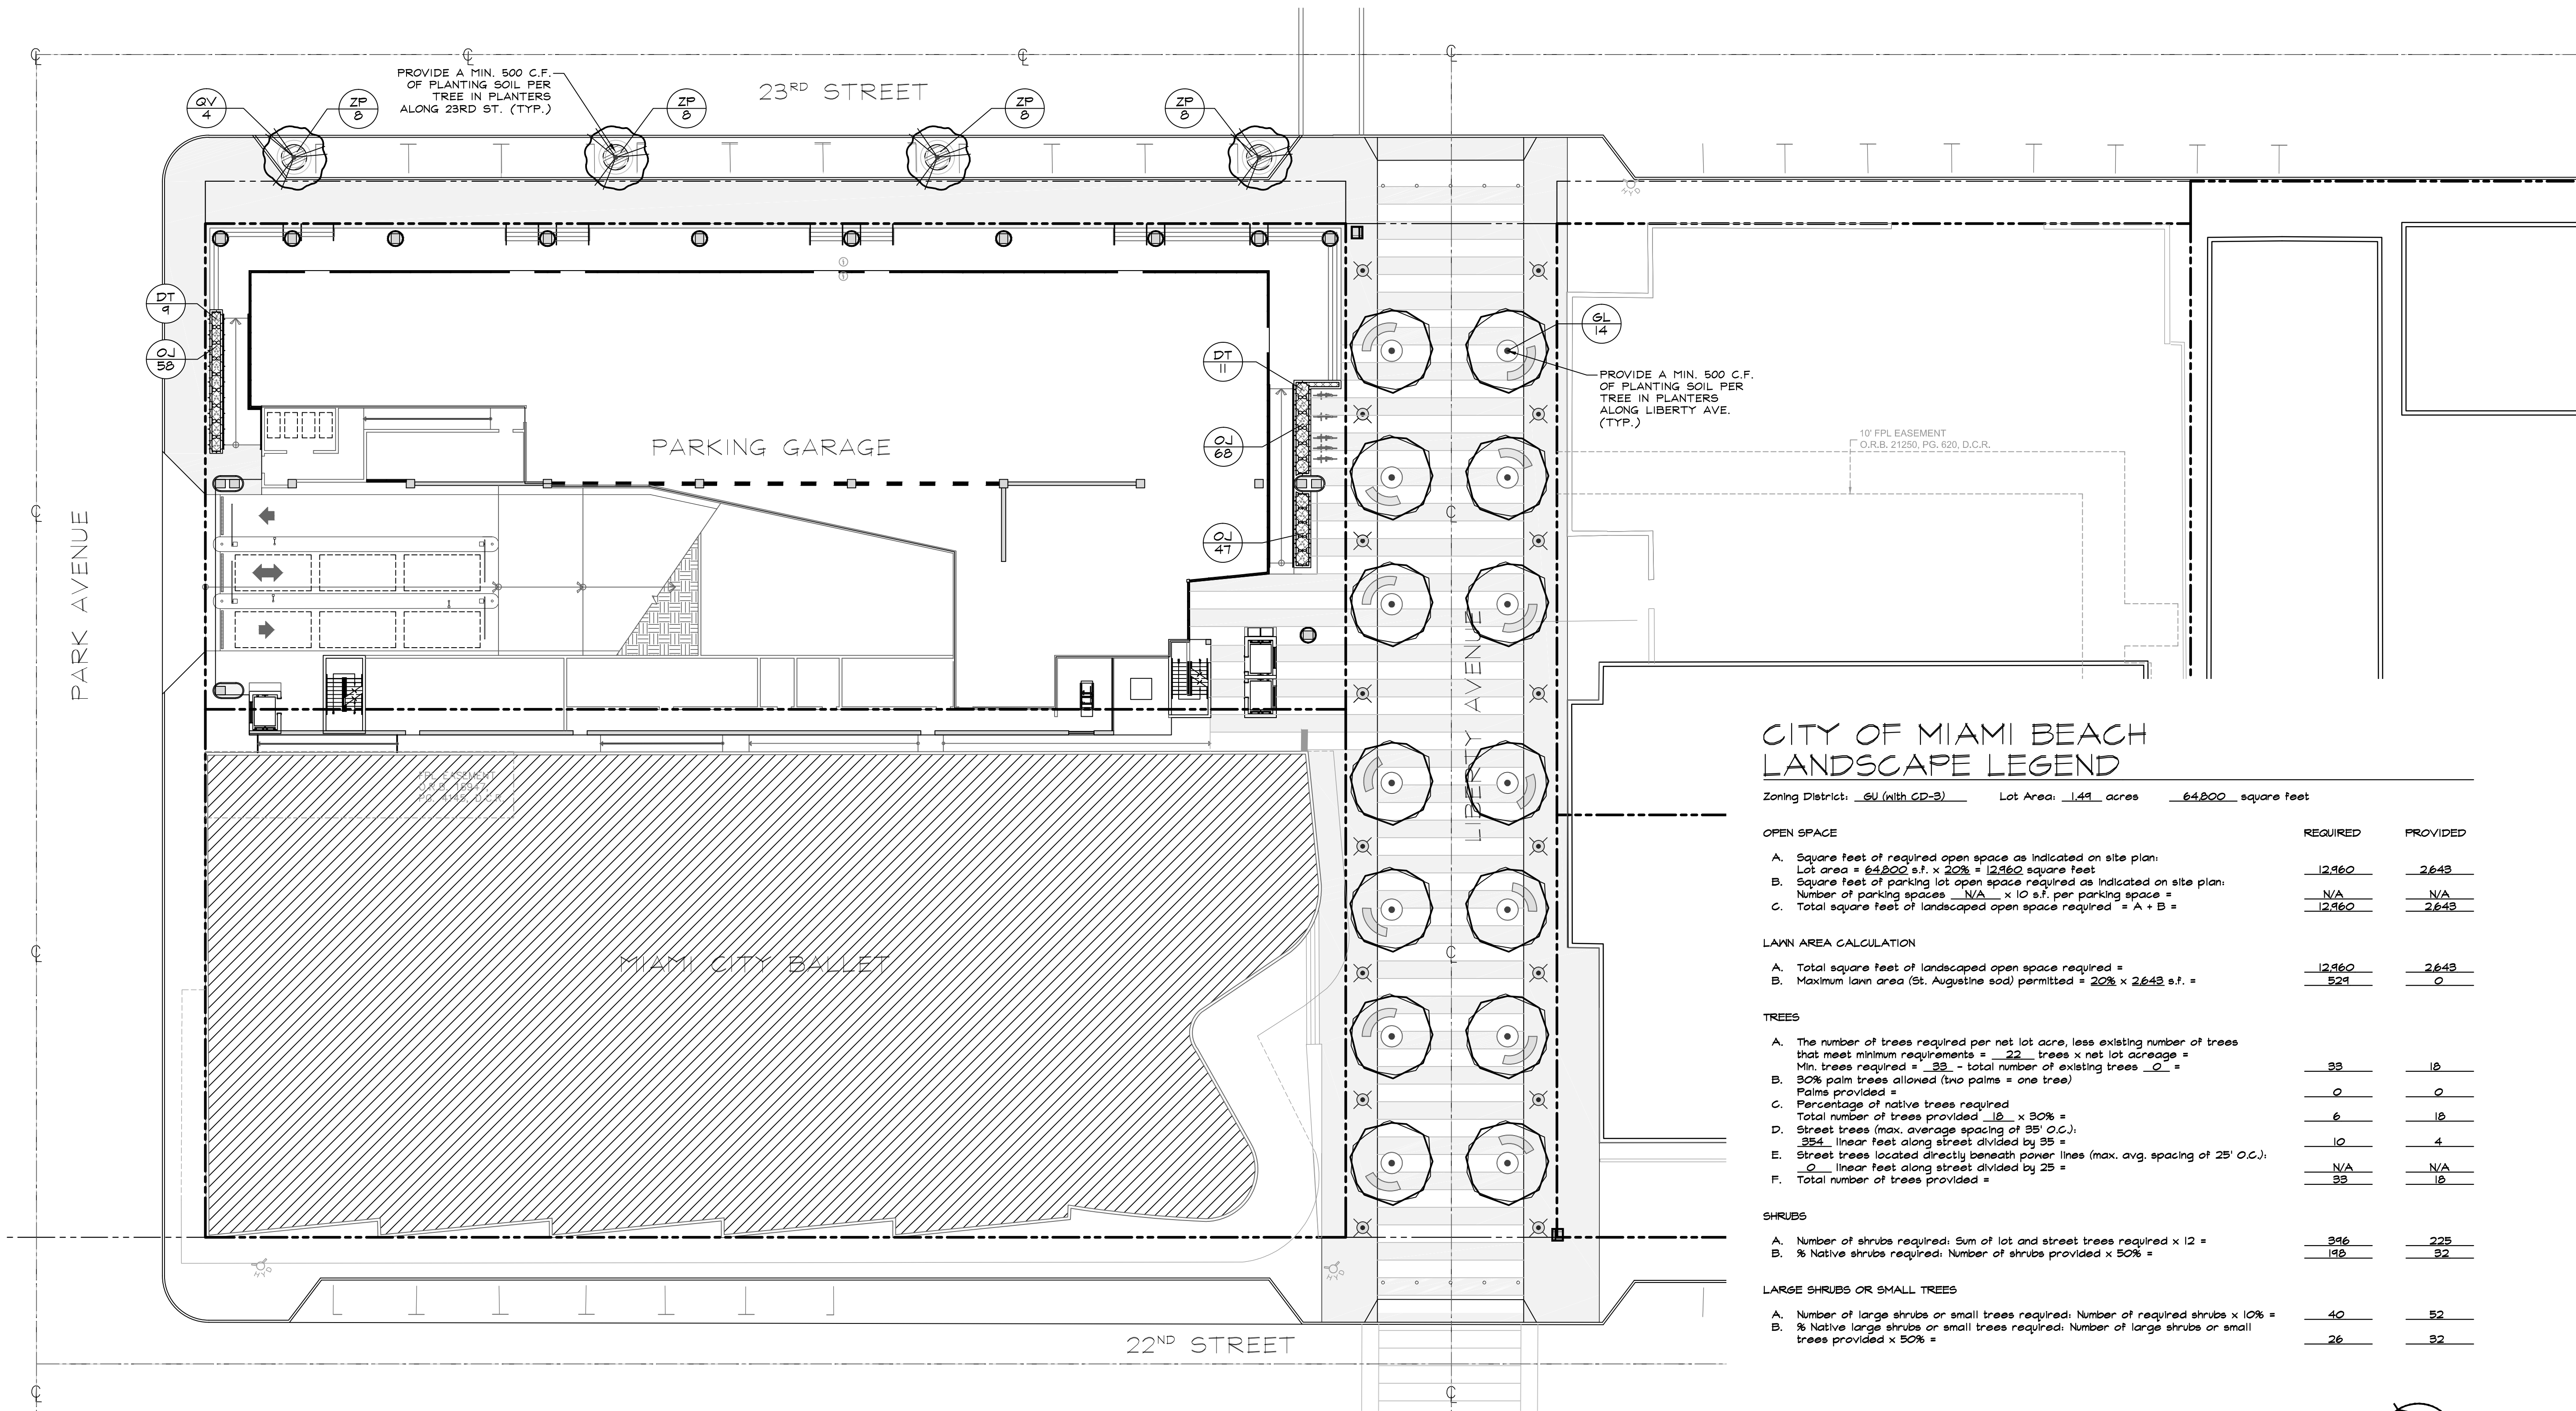 PROVIDE A MIN. 500 C.F.
OF PLANTING SOIL PER
TREE IN PLANTERS
ALONG 23RD ST. (TYP.)
23RD STREET
QV
4
ZP
8
ZP
8
ZP
8
ZP
8
DT
9
OJ
58
DT
11
OJ
68
OJ
47
GL
14
PROVIDE A MIN. 500 C.F.
OF PLANTING SOIL PER
TREE IN PLANTERS
ALONG LIBERTY AVE.
(TYP.)
PARKING GARAGE
10' FPL EASEMENT
O.R.B. 21250, PG. 620, D.C.R.
PARK AVENUE
LIBERTY AVENUE
FPL EASEMENT
PG. 4145, D.C.R.
MIAMI CITY BALLET
HYD
HYD
HYD
22ND STREET
CITY OF MIAMI BEACH
LANDSCAPE LEGEND
Zoning District: GU (with CD-3) Lot Area: 1.49 acres 64,800 square feet
OPEN SPACE REQUIRED PROVIDED
A. Square feet of required open space as indicated on site plan:
Lot area = 64,800 s.f. x 20% = 12,960 square feet 12,960 2,643
B. Square feet of parking lot open space required as indicated on site plan:
Number of parking spaces N/A x 10 s.f. per parking space = N/A N/A
C. Total square feet of landscaped open space required = A + B = 12,960 2,643
LAWN AREA CALCULATION
A. Total square feet of landscaped open space required = 12,960 2,643
B. Maximum lawn area (St. Augustine sod) permitted = 20% x 2,643 s.f. = 529 0
TREES
A. The number of trees required per net lot acre, less existing number of trees
that meet minimum requirements = 22 trees x net lot acreage =
Min. trees required = 33 - total number of existing trees 0 = 33 18
B. 30% palm trees allowed (two palms = one tree)
Palms provided = 0 0
C. Percentage of native trees required
Total number of trees provided 18 x 30% = 6 18
D. Street trees (max. average spacing of 35' O.C.):
354 linear feet along street divided by 35 = 10 4
E. Street trees located directly beneath power lines (max. avg. spacing of 25' O.C.):
0 linear feet along street divided by 25 = N/A N/A
F. Total number of trees provided = 33 18
SHRUBS
A. Number of shrubs required: Sum of lot and street trees required x 12 = 396 225
B. % Native shrubs required: Number of shrubs provided x 50% = 198 32
LARGE SHRUBS OR SMALL TREES
A. Number of large shrubs or small trees required: Number of required shrubs x 10% = 40 52
B. % Native large shrubs or small trees required: Number of large shrubs or small
trees provided x 50% = 26 32